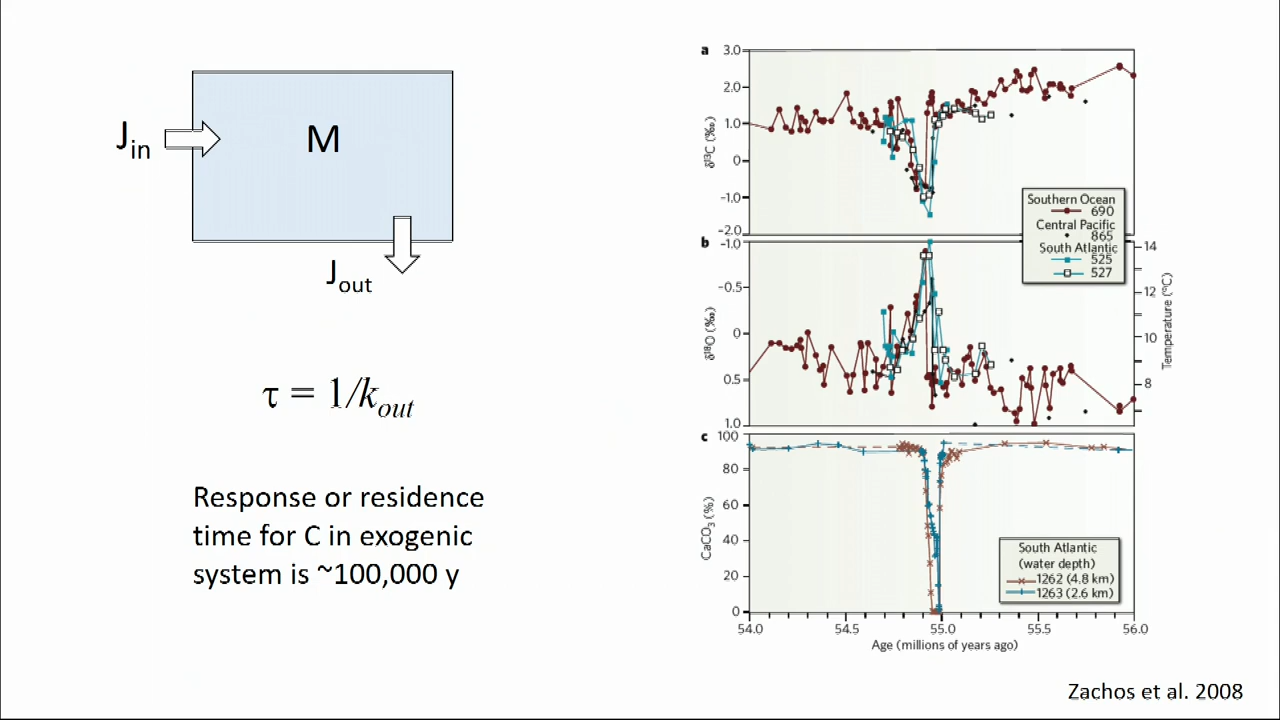 J_in
M
J_out
τ = 1/k_out
Response or residence
time for C in exogenic
system is ~100,000 y
a
3.0
2.0
1.0
0
-1.0
-2.0
δ¹³C (‰)
Southern Ocean
690
Central Pacific
865
South Atlantic
525
527
b
-1.0
-0.5
0
0.5
1.0
δ¹⁸O (‰)
14
12
10
8
Temperature (°C)
c
100
80
60
40
20
0
CaCO₃ (%)
South Atlantic
(water depth)
1262 (4.8 km)
1263 (2.6 km)
54.0 54.5 55.0 55.5 56.0
Age (millions of years ago)
Zachos et al. 2008